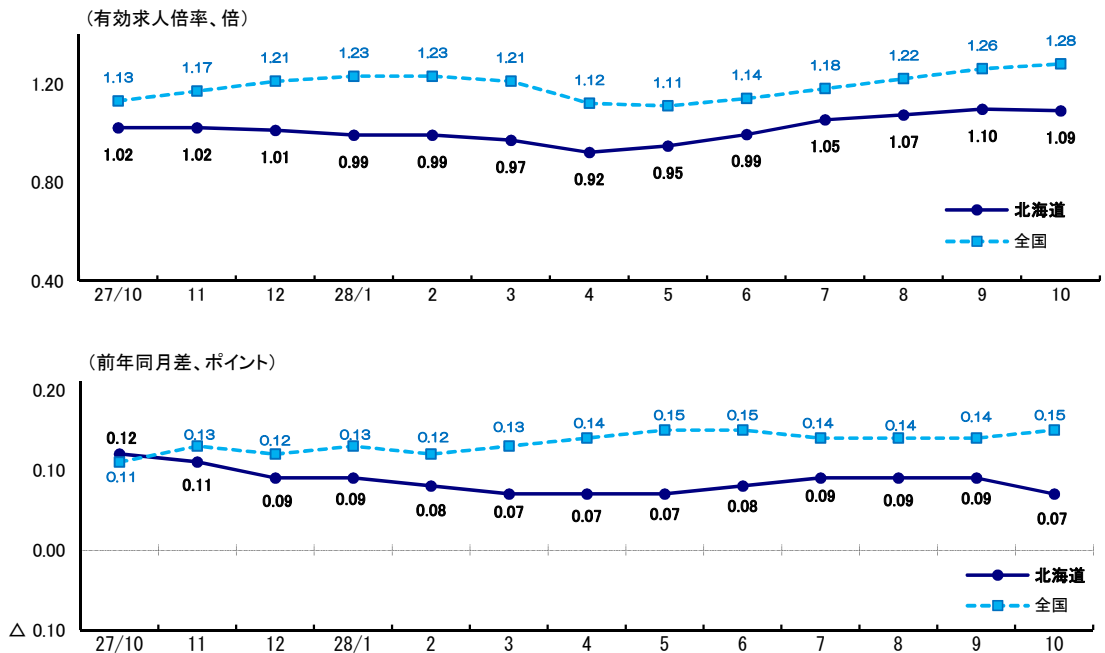 (有効求人倍率、倍)
1.20
0.80
0.40
1.13 1.17 1.21 1.23 1.23 1.21 1.12 1.11 1.14 1.18 1.22 1.26 1.28
1.02 1.02 1.01 0.99 0.99 0.97 0.92 0.95 0.99 1.05 1.07 1.10 1.09
北海道
全国
27/10 11 12 28/1 2 3 4 5 6 7 8 9 10
(前年同月差、ポイント)
0.20
0.10
0.00
△ 0.10
0.11 0.13 0.12 0.13 0.12 0.13 0.14 0.15 0.15 0.14 0.14 0.14 0.15
0.12 0.11 0.09 0.09 0.08 0.07 0.07 0.07 0.08 0.09 0.09 0.09 0.07
北海道
全国
27/10 11 12 28/1 2 3 4 5 6 7 8 9 10